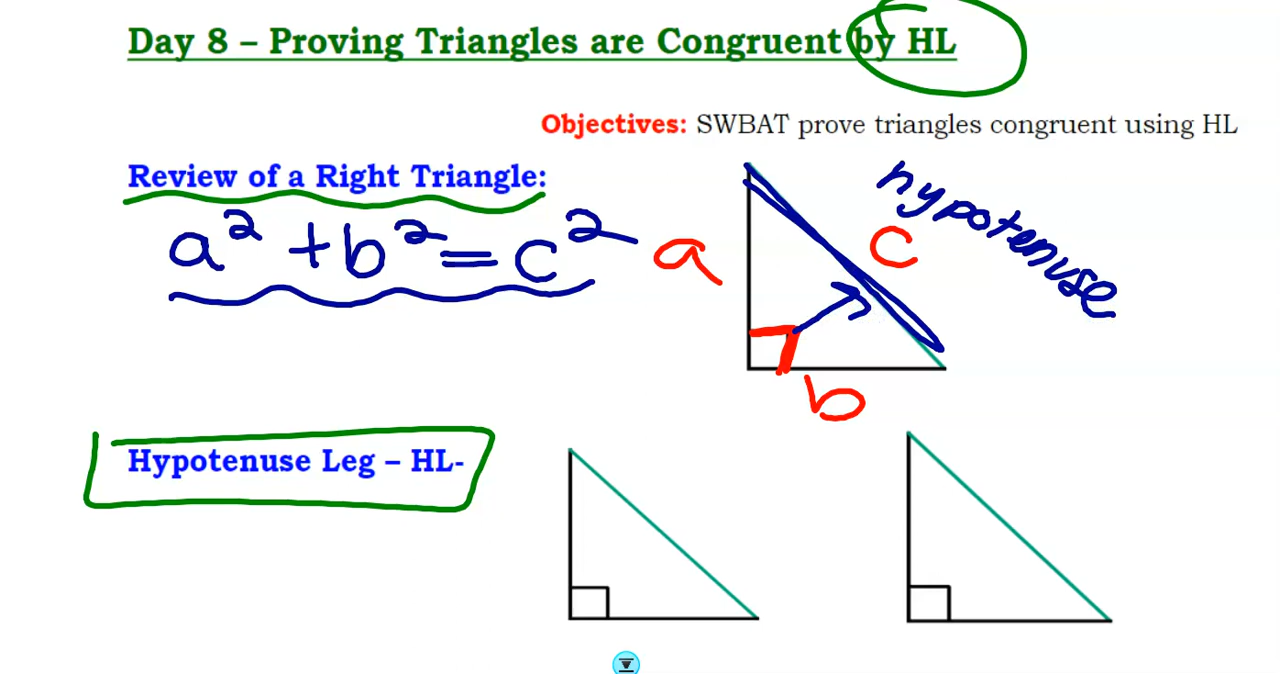 Day 8 – Proving Triangles are Congruent by HL
Objectives: SWBAT prove triangles congruent using HL
Review of a Right Triangle:
a² + b² = c²
a
c
hypotenuse
b
Hypotenuse Leg – HL-